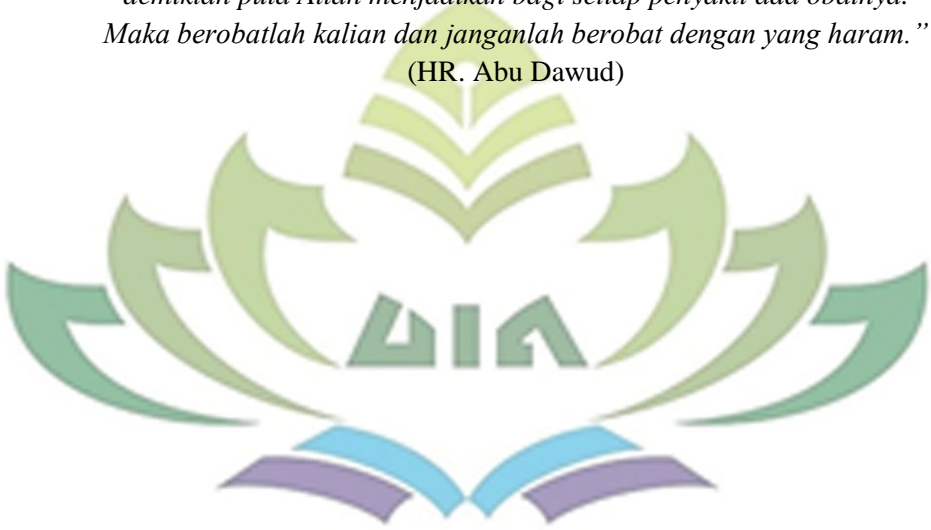 demikian pula Allah menjadikan bagi setiap penyakit ada obatnya.
Maka berobatlah kalian dan janganlah berobat dengan yang haram.”
(HR. Abu Dawud)
UIN